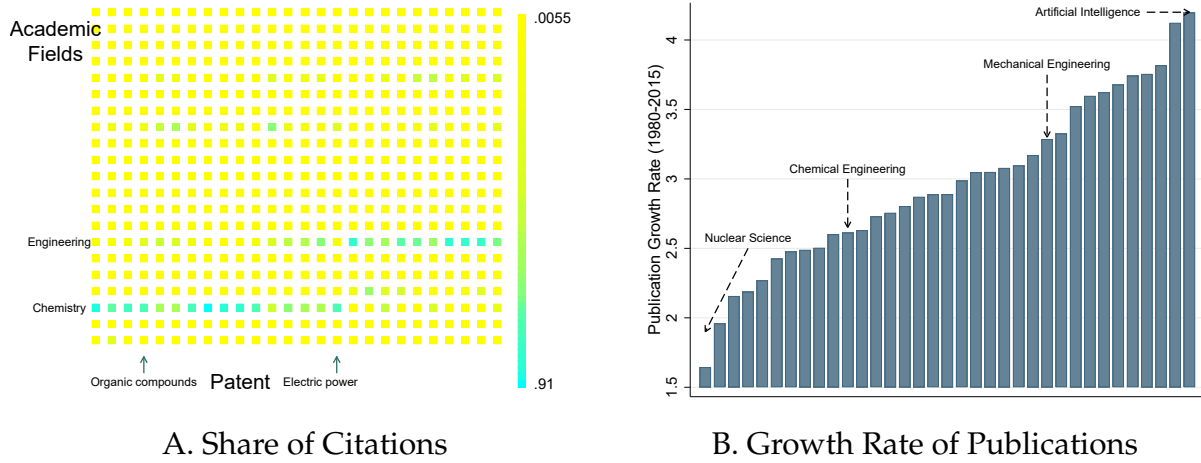 Academic
Fields
Engineering
Chemistry
Organic compounds
Patent
Electric power
.0055
.91
A. Share of Citations
Publication Growth Rate (1980-2015)
4
3.5
3
2.5
2
1.5
Artificial Intelligence
Mechanical Engineering
Chemical Engineering
Nuclear Science
B. Growth Rate of Publications